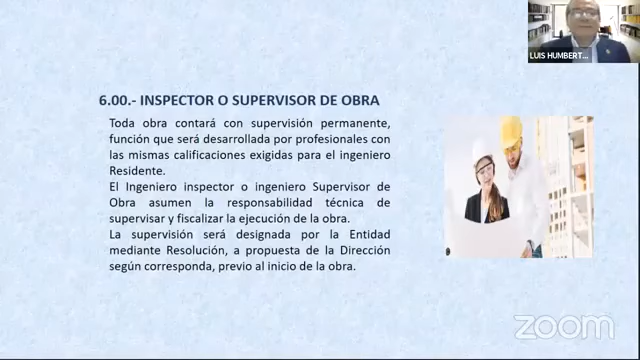 LUIS HUMBERT...
6.00.- INSPECTOR O SUPERVISOR DE OBRA
Toda obra contará con supervisión permanente,
función que será desarrollada por profesionales con
las mismas calificaciones exigidas para el ingeniero
Residente.
El Ingeniero inspector o ingeniero Supervisor de
Obra asumen la responsabilidad técnica de
supervisar y fiscalizar la ejecución de la obra.
La supervisión será designada por la Entidad
mediante Resolución, a propuesta de la Dirección
según corresponda, previo al inicio de la obra.
zoom